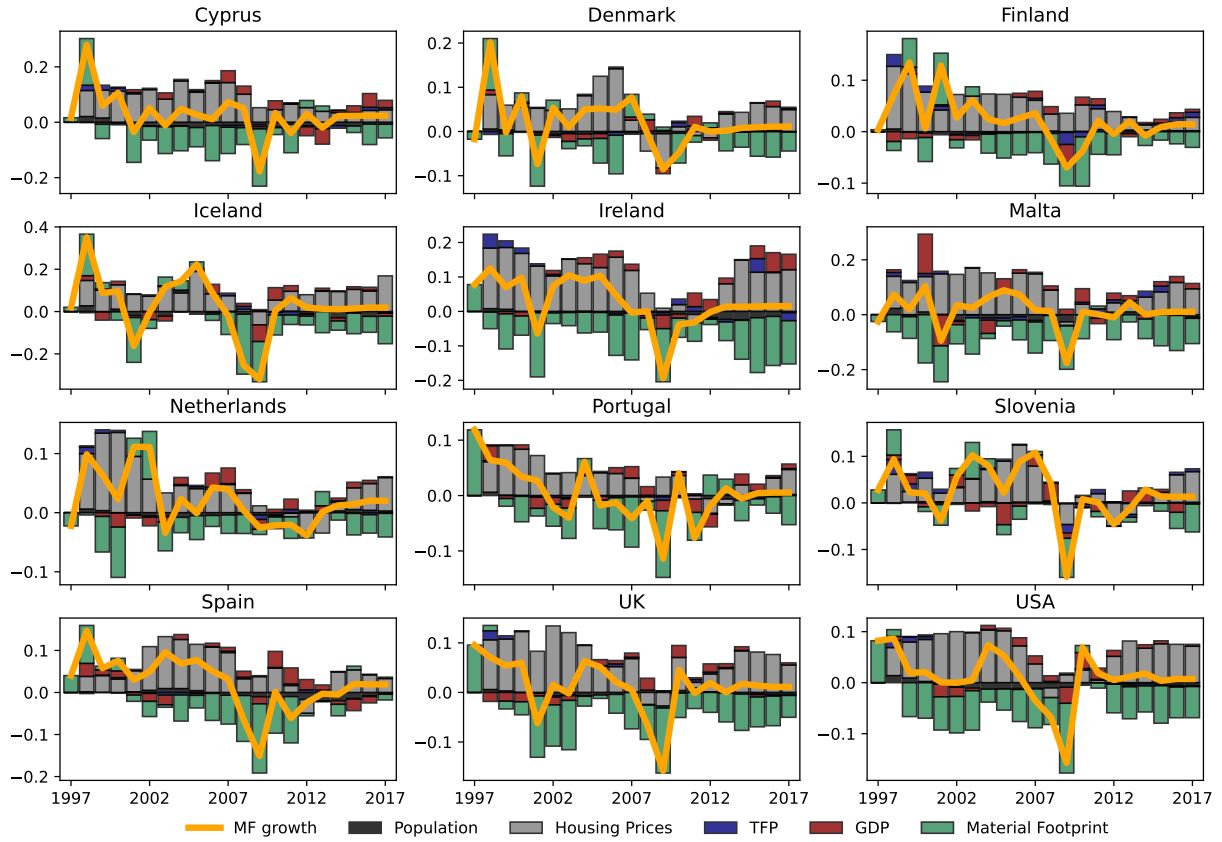 Cyprus Denmark Finland
0.2 0.2 0.1
0.1
0.0 0.0 0.0
−0.2 −0.1 −0.1
Iceland Ireland Malta
0.4 0.2 0.2
0.2 0.1
0.0 0.0 0.0
−0.2 −0.1 −0.2
−0.2
Netherlands Portugal Slovenia
0.1 0.1 0.1
0.0 0.0 0.0
−0.1 −0.1 −0.1
Spain UK USA
0.1 0.1 0.1
0.0 0.0 0.0
−0.1 −0.1 −0.1
−0.2
1997 2002 2007 2012 2017 1997 2002 2007 2012 2017 1997 2002 2007 2012 2017
MF growth Population Housing Prices TFP GDP Material Footprint